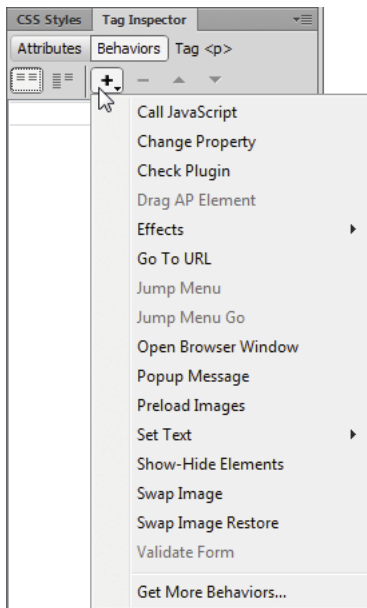 CSS Styles Tag Inspector
Attributes Behaviors Tag <p>
Call JavaScript
Change Property
Check Plugin
Drag AP Element
Effects
Go To URL
Jump Menu
Jump Menu Go
Open Browser Window
Popup Message
Preload Images
Set Text
Show-Hide Elements
Swap Image
Swap Image Restore
Validate Form
Get More Behaviors...